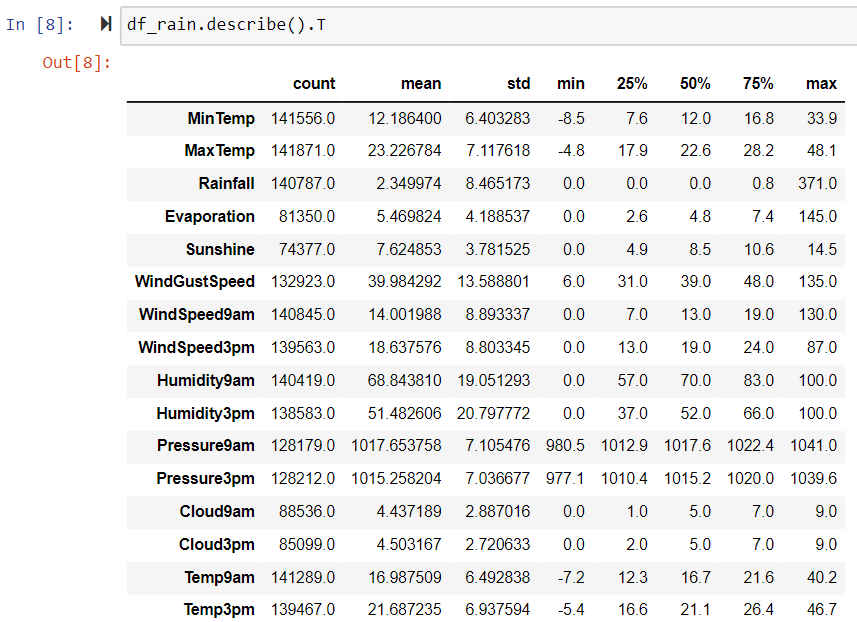 In [8]: df_rain.describe().T
Out[8]:
count mean std min 25% 50% 75% max
MinTemp 141556.0 12.186400 6.403283 -8.5 7.6 12.0 16.8 33.9
MaxTemp 141871.0 23.226784 7.117618 -4.8 17.9 22.6 28.2 48.1
Rainfall 140787.0 2.349974 8.465173 0.0 0.0 0.0 0.8 371.0
Evaporation 81350.0 5.469824 4.188537 0.0 2.6 4.8 7.4 145.0
Sunshine 74377.0 7.624853 3.781525 0.0 4.9 8.5 10.6 14.5
WindGustSpeed 132923.0 39.984292 13.588801 6.0 31.0 39.0 48.0 135.0
WindSpeed9am 140845.0 14.001988 8.893337 0.0 7.0 13.0 19.0 130.0
WindSpeed3pm 139563.0 18.637576 8.803345 0.0 13.0 19.0 24.0 87.0
Humidity9am 140419.0 68.843810 19.051293 0.0 57.0 70.0 83.0 100.0
Humidity3pm 138583.0 51.482606 20.797772 0.0 37.0 52.0 66.0 100.0
Pressure9am 128179.0 1017.653758 7.105476 980.5 1012.9 1017.6 1022.4 1041.0
Pressure3pm 128212.0 1015.258204 7.036677 977.1 1010.4 1015.2 1020.0 1039.6
Cloud9am 88536.0 4.437189 2.887016 0.0 1.0 5.0 7.0 9.0
Cloud3pm 85099.0 4.503167 2.720633 0.0 2.0 5.0 7.0 9.0
Temp9am 141289.0 16.987509 6.492838 -7.2 12.3 16.7 21.6 40.2
Temp3pm 139467.0 21.687235 6.937594 -5.4 16.6 21.1 26.4 46.7